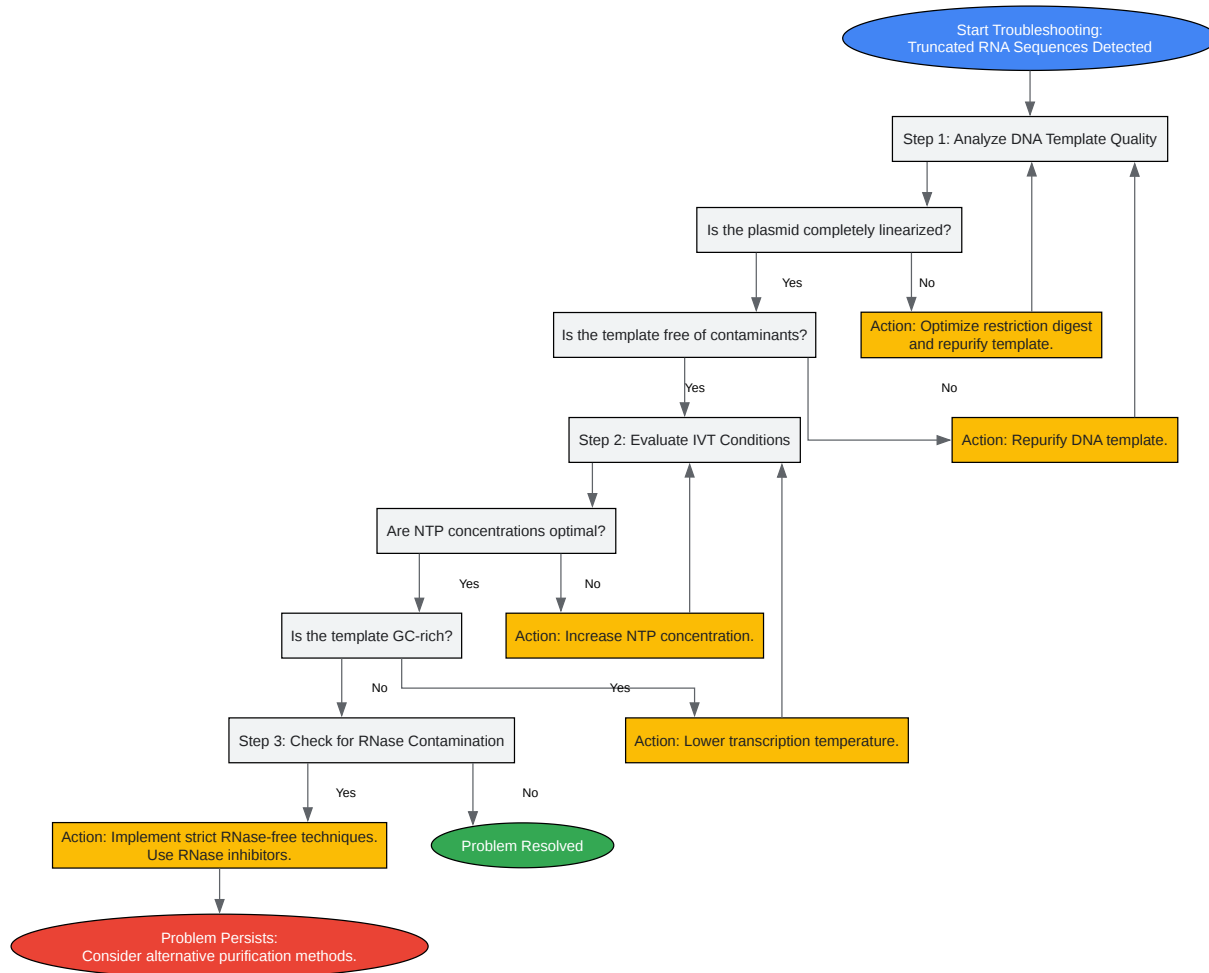 Start Troubleshooting:
Truncated RNA Sequences Detected
Step 1: Analyze DNA Template Quality
Is the plasmid completely linearized?
Yes
No
Is the template free of contaminants?
Action: Optimize restriction digest
and repurify template.
Yes
No
Step 2: Evaluate IVT Conditions
Action: Repurify DNA template.
Are NTP concentrations optimal?
Yes
No
Is the template GC-rich?
Action: Increase NTP concentration.
No
Yes
Step 3: Check for RNase Contamination
Action: Lower transcription temperature.
Yes
No
Action: Implement strict RNase-free techniques.
Use RNase inhibitors.
Problem Resolved
Problem Persists:
Consider alternative purification methods.